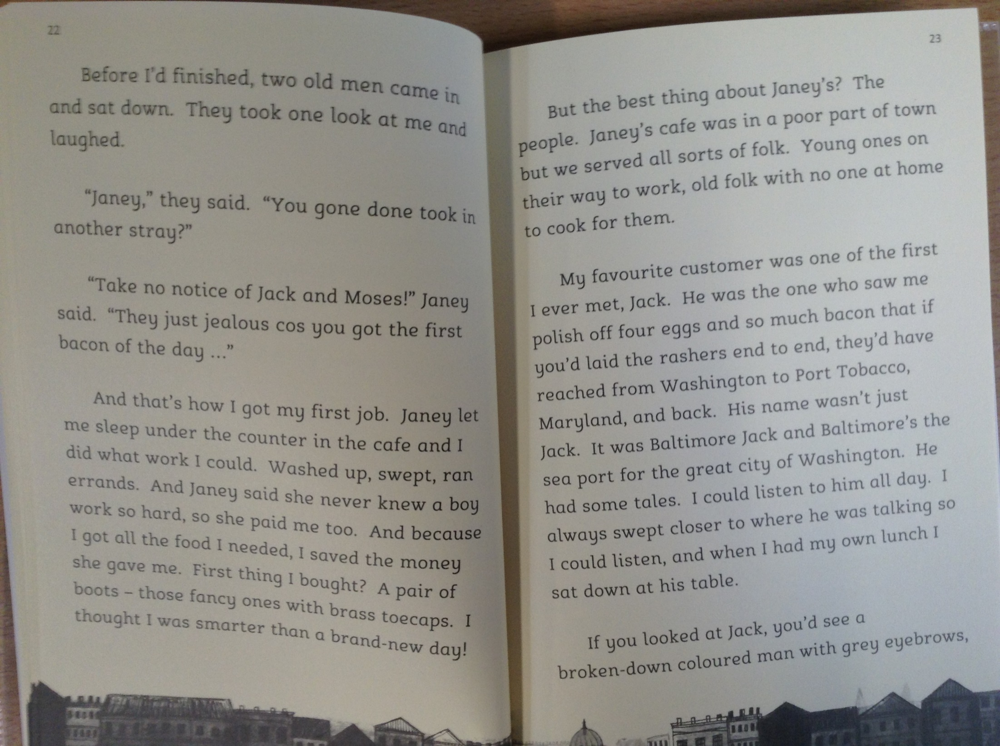 22
Before I'd finished, two old men came in
and sat down. They took one look at me and
laughed.
“Janey,” they said. “You gone done took in
another stray?”
“Take no notice of Jack and Moses!” Janey
said. “They just jealous cos you got the first
bacon of the day ...”
And that's how I got my first job. Janey let
me sleep under the counter in the cafe and I
did what work I could. Washed up, swept, ran
errands. And Janey said she never knew a boy
work so hard, so she paid me too. And because
I got all the food I needed, I saved the money
she gave me. First thing I bought? A pair of
boots – those fancy ones with brass toecaps. I
thought I was smarter than a brand-new day!
23
But the best thing about Janey's? The
people. Janey's cafe was in a poor part of town
but we served all sorts of folk. Young ones on
their way to work, old folk with no one at home
to cook for them.
My favourite customer was one of the first
I ever met, Jack. He was the one who saw me
polish off four eggs and so much bacon that if
you'd laid the rashers end to end, they'd have
reached from Washington to Port Tobacco,
Maryland, and back. His name wasn't just
Jack. It was Baltimore Jack and Baltimore's the
sea port for the great city of Washington. He
had some tales. I could listen to him all day. I
always swept closer to where he was talking so
I could listen, and when I had my own lunch I
sat down at his table.
If you looked at Jack, you'd see a
broken-down coloured man with grey eyebrows,